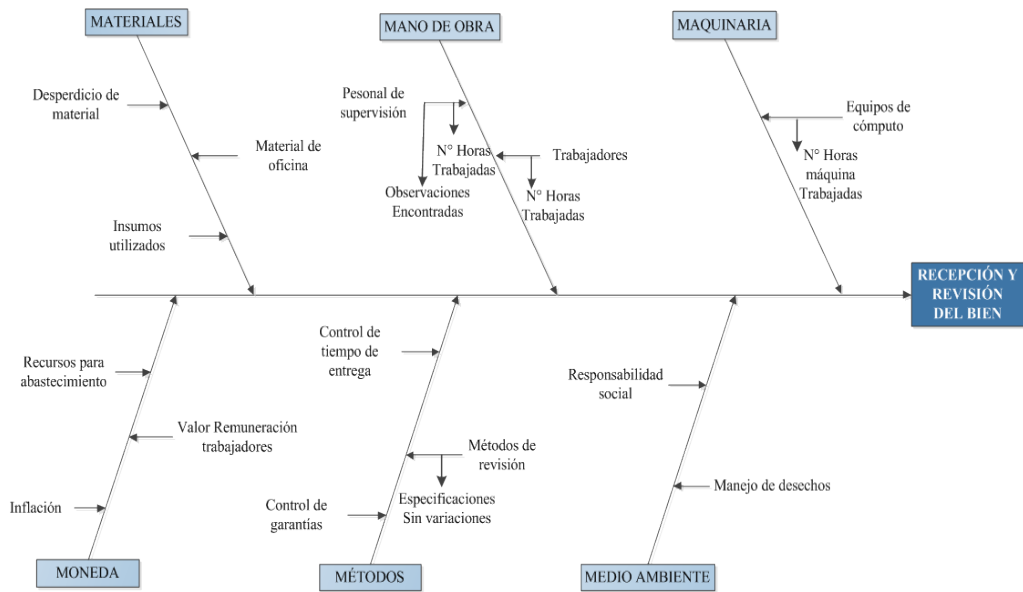 MATERIALES
MANO DE OBRA
MAQUINARIA
Desperdicio de
material
Material de
oficina
Insumos
utilizados
Pesonal de
supervisión
N° Horas
Trabajadas
Observaciones
Encontradas
Trabajadores
N° Horas
Trabajadas
Equipos de
cómputo
N° Horas
máquina
Trabajadas
RECEPCIÓN Y
REVISIÓN
DEL BIEN
Recursos para
abastecimiento
Valor Remuneración
trabajadores
Inflación
Control de
tiempo de
entrega
Métodos de
revisión
Especificaciones
Sin variaciones
Control de
garantías
Responsabilidad
social
Manejo de desechos
MONEDA
MÉTODOS
MEDIO AMBIENTE